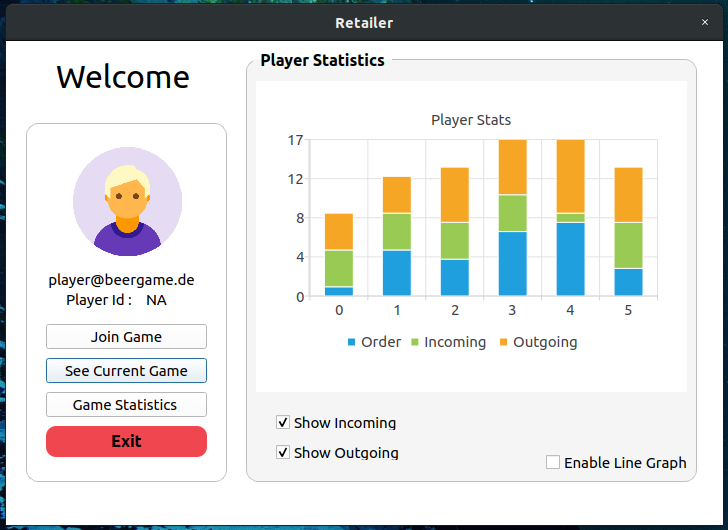 Retailer
×
Welcome
player@beergame.de
Player Id : NA
Join Game
See Current Game
Game Statistics
Exit
Player Statistics
Player Stats
17
12
8
4
0
0 1 2 3 4 5
Order Incoming Outgoing
Show Incoming
Show Outgoing
Enable Line Graph